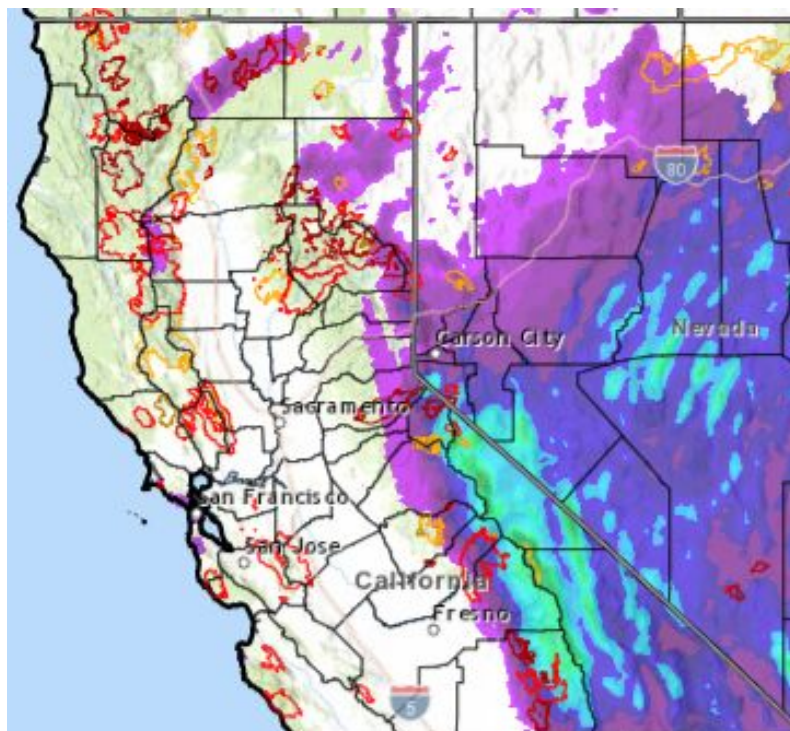 80
Nevada
Carson City
Sacramento
San Francisco
San Jose
California
Fresno
5